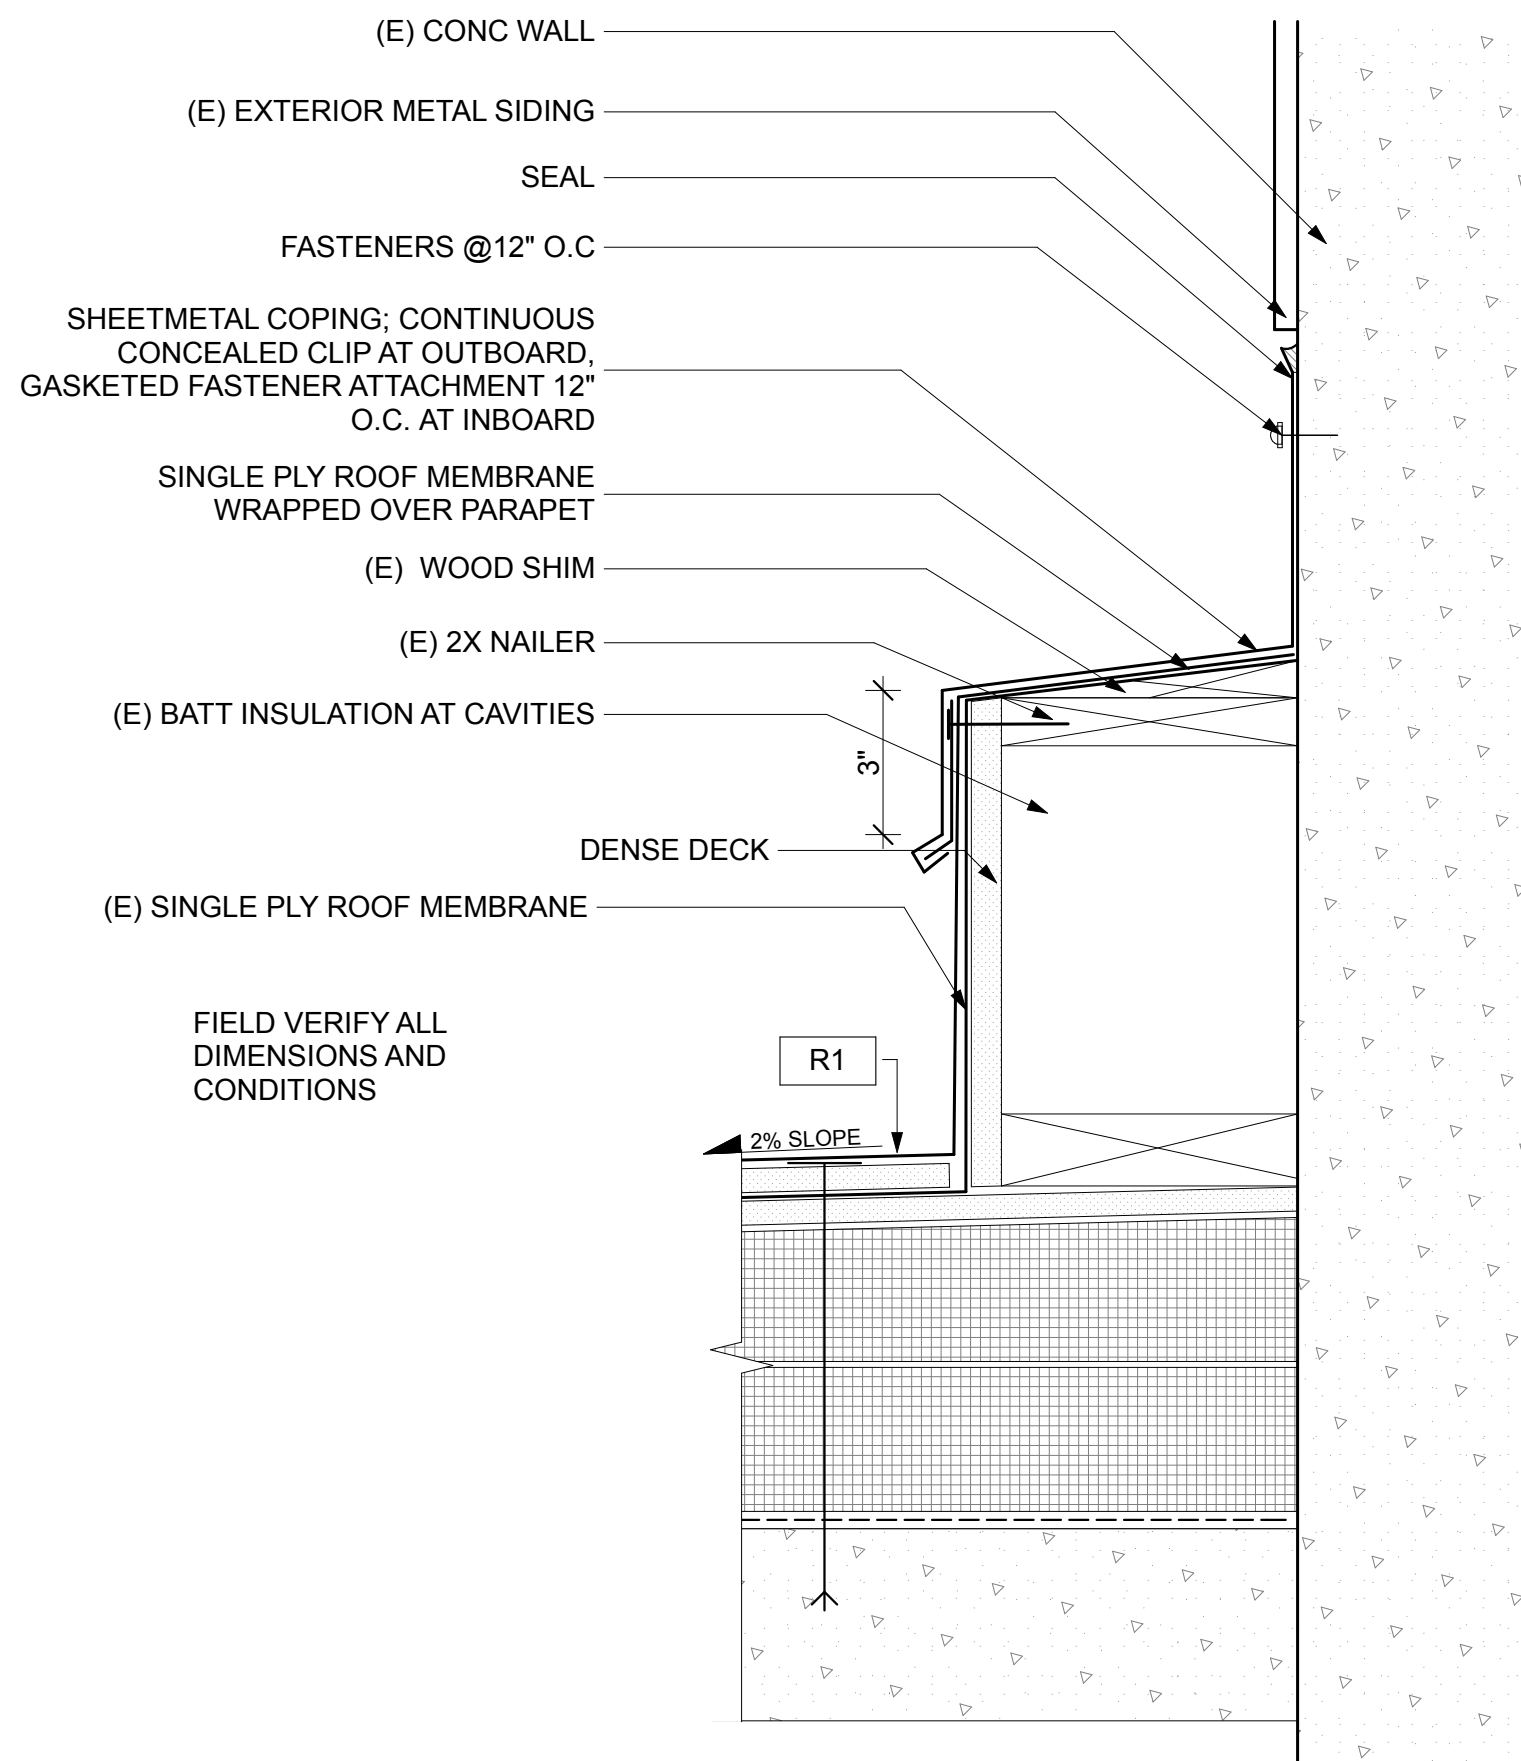 (E) CONC WALL
(E) EXTERIOR METAL SIDING
SEAL
FASTENERS @12" O.C
SHEETMETAL COPING; CONTINUOUS
CONCEALED CLIP AT OUTBOARD,
GASKETED FASTENER ATTACHMENT 12"
O.C. AT INBOARD
SINGLE PLY ROOF MEMBRANE
WRAPPED OVER PARAPET
(E) WOOD SHIM
(E) 2X NAILER
(E) BATT INSULATION AT CAVITIES
3"
DENSE DECK
(E) SINGLE PLY ROOF MEMBRANE
FIELD VERIFY ALL
DIMENSIONS AND
CONDITIONS
R1
2% SLOPE